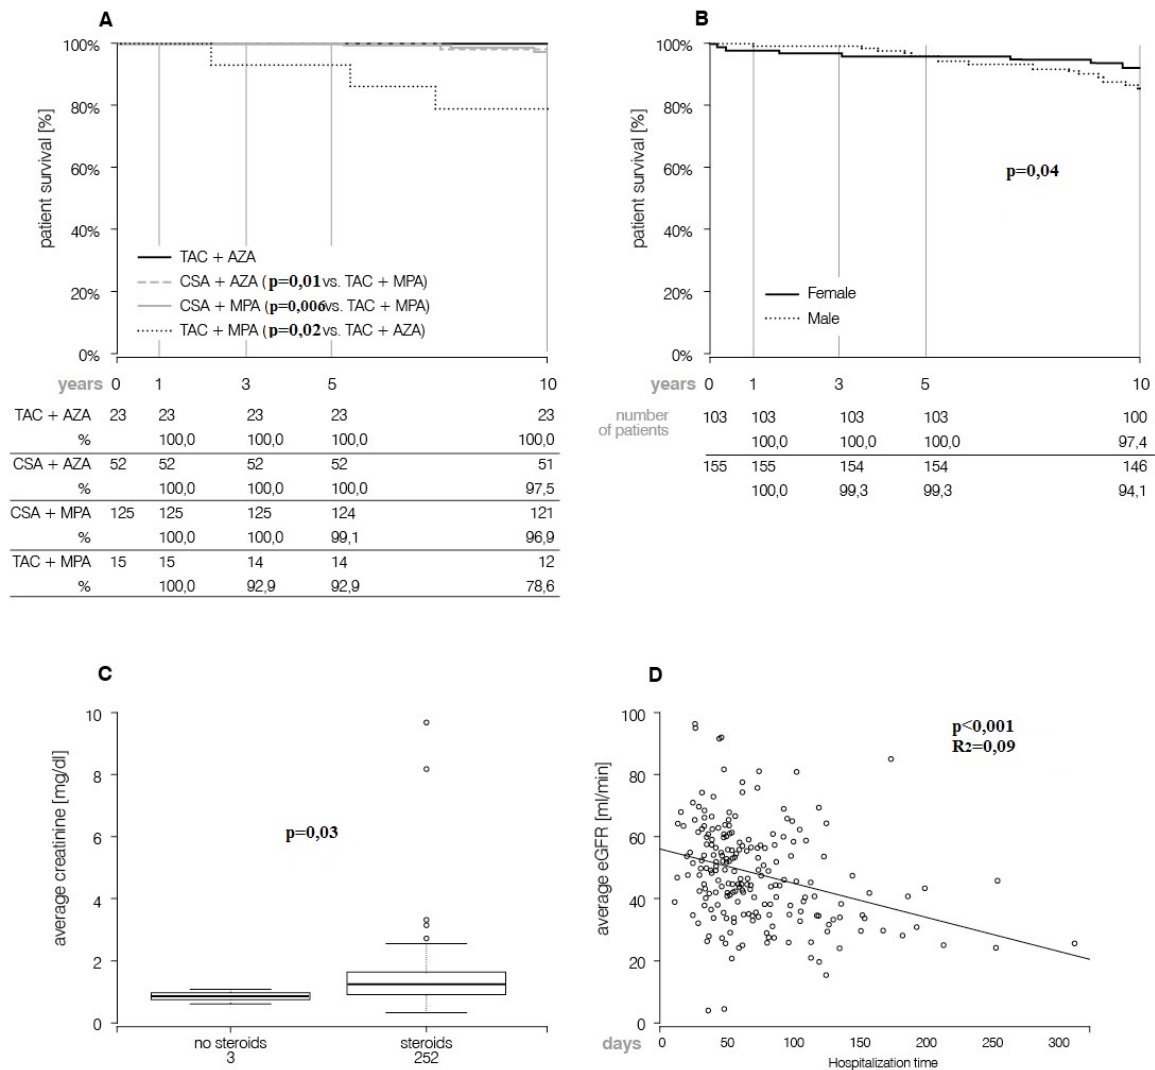 A
patient survival [%]
100%
80%
60%
40%
20%
0%
TAC + AZA
CSA + AZA (p=0,01 vs. TAC + MPA)
CSA + MPA (p=0,006vs. TAC + MPA)
TAC + MPA (p=0,02 vs. TAC + AZA)
years 0 1 3 5 10
TAC + AZA 23 23 23 23 23
% 100,0 100,0 100,0 100,0
CSA + AZA 52 52 52 52 51
% 100,0 100,0 100,0 97,5
CSA + MPA 125 125 125 124 121
% 100,0 100,0 99,1 96,9
TAC + MPA 15 15 14 14 12
% 100,0 92,9 92,9 78,6
B
patient survival [%]
100%
80%
60%
40%
20%
0%
p=0,04
Female
Male
years 0 1 3 5 10
number
of patients
103 103 103 103 100
100,0 100,0 100,0 97,4
155 155 154 154 146
100,0 99,3 99,3 94,1
C
average creatinine [mg/dl]
10
8
6
4
2
0
p=0,03
no steroids
3
steroids
252
D
average eGFR [ml/min]
100
80
60
40
20
0
p<0,001
R2=0,09
days 0 50 100 150 200 250 300
Hospitalization time